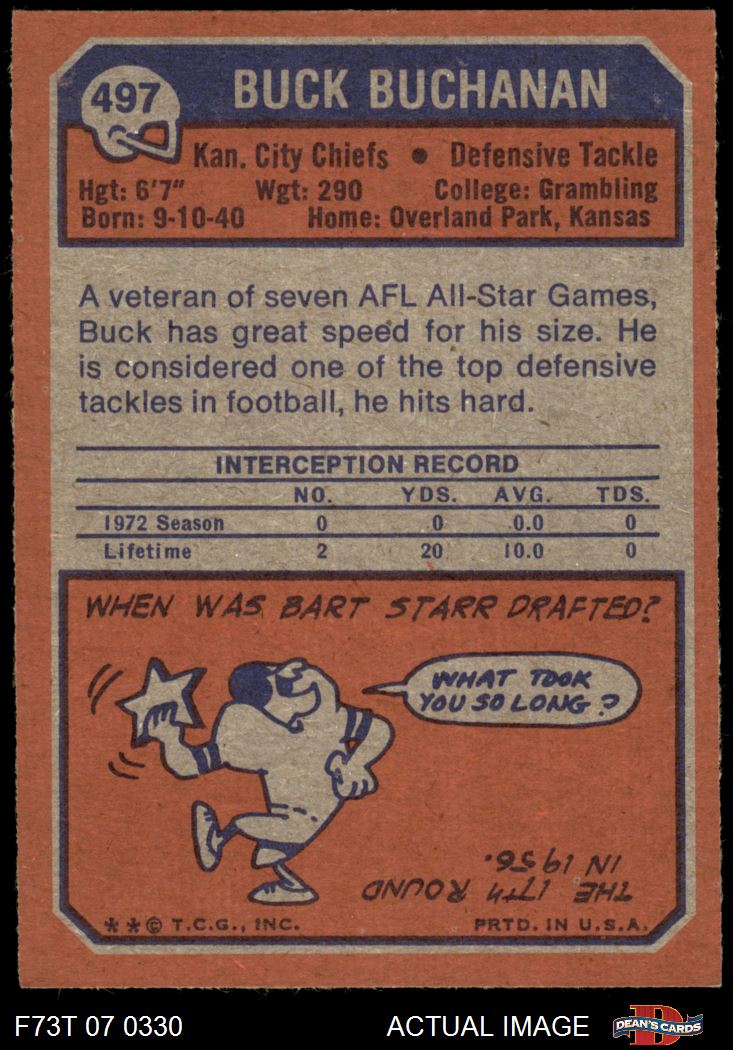 497
BUCK BUCHANAN
Kan. City Chiefs • Defensive Tackle
Hgt: 6'7" Wgt: 290 College: Grambling
Born: 9-10-40 Home: Overland Park, Kansas
A veteran of seven AFL All-Star Games,
Buck has great speed for his size. He
is considered one of the top defensive
tackles in football, he hits hard.
INTERCEPTION RECORD
NO. YDS. AVG. TDS.
1972 Season 0 0 0.0 0
Lifetime 2 20 10.0 0
WHEN WAS BART STARR DRAFTED?
WHAT TOOK
YOU SO LONG?
THE 17TH ROUND
IN 1956.
**© T.C.G., INC. PRTD. IN U.S.A.
F73T 07 0330 ACTUAL IMAGE D DEAN'S CARDS